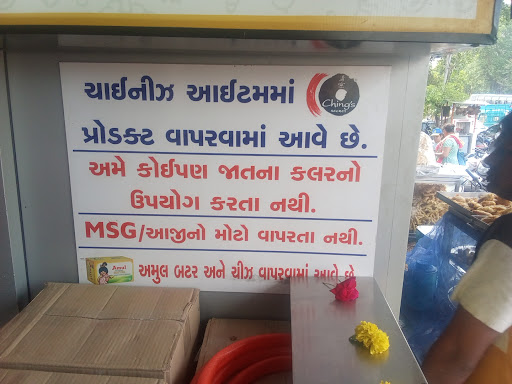 ચાઈનીઝ આઈટમમાં
Ching's
SECRET
પ્રોડક્ટ વાપરવામાં આવે છે.
અમે કોઈપણ જાતના કલરનો
ઉપયોગ કરતા નથી.
MSG/આજીનો મોટો વાપરતા નથી.
Amul
અમુલ બટર અને ચીઝ વાપરવામાં આવે છે